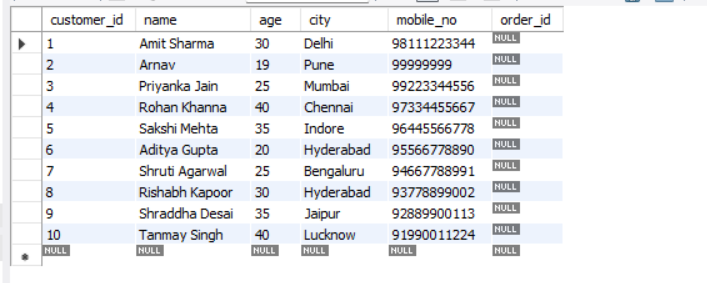 customer_id name age city mobile_no order_id
1 Amit Sharma 30 Delhi 98111223344 NULL
2 Arnav 19 Pune 99999999 NULL
3 Priyanka Jain 25 Mumbai 99223344556 NULL
4 Rohan Khanna 40 Chennai 97334455667 NULL
5 Sakshi Mehta 35 Indore 96445566778 NULL
6 Aditya Gupta 20 Hyderabad 95566778890 NULL
7 Shruti Agarwal 25 Bengaluru 94667788991 NULL
8 Rishabh Kapoor 30 Hyderabad 93778899002 NULL
9 Shraddha Desai 35 Jaipur 92889900113 NULL
10 Tanmay Singh 40 Lucknow 91990011224 NULL
NULL NULL NULL NULL NULL NULL